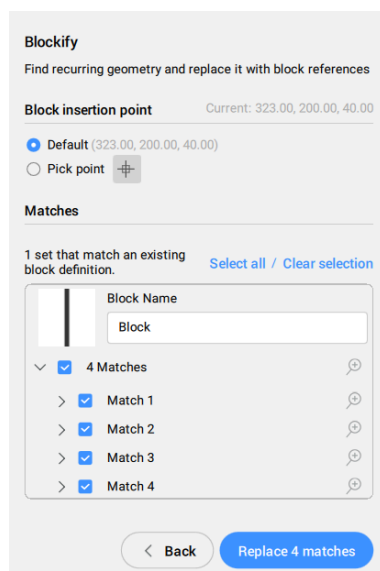 Blockify
Find recurring geometry and replace it with block references
Block insertion point Current: 323.00, 200.00, 40.00
Default (323.00, 200.00, 40.00)
Pick point
Matches
1 set that match an existing
block definition.
Select all / Clear selection
Block Name
Block
4 Matches
Match 1
Match 2
Match 3
Match 4
Back Replace 4 matches